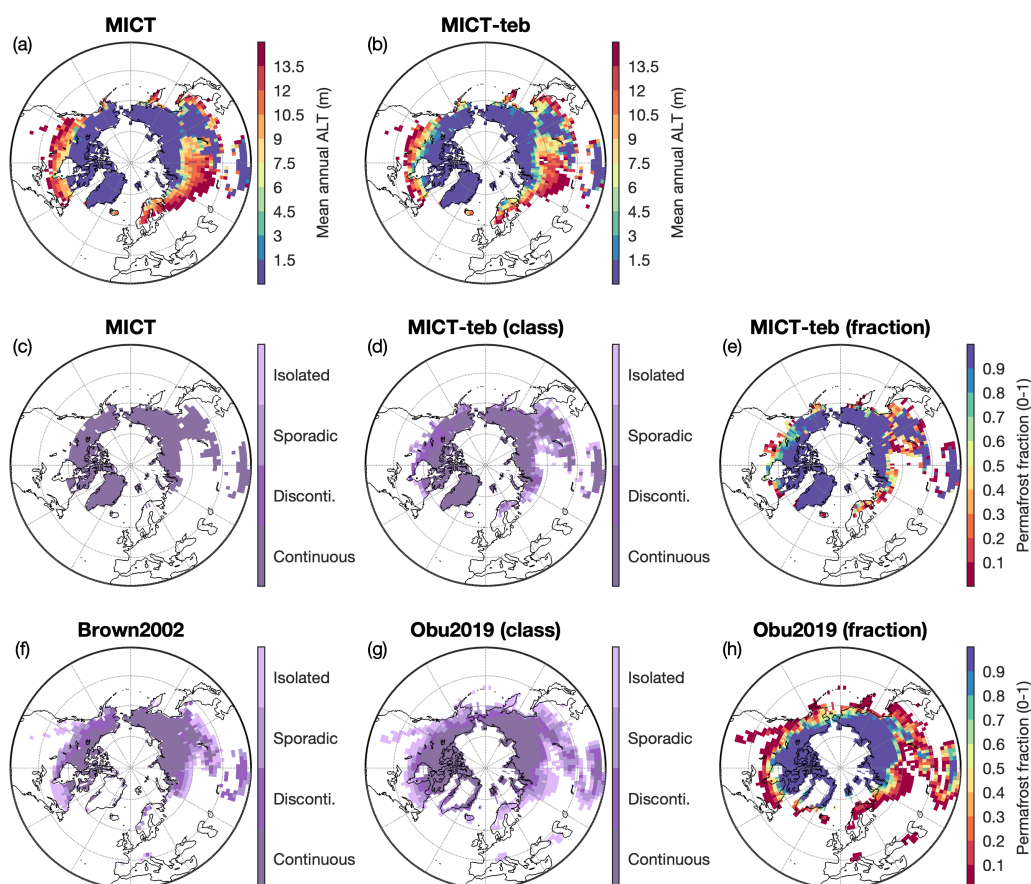 MICT
MICT-teb
(a)
(b)
13.5
12
10.5
9
7.5
6
4.5
3
1.5
Mean annual ALT (m)
13.5
12
10.5
9
7.5
6
4.5
3
1.5
Mean annual ALT (m)
MICT
MICT-teb (class)
MICT-teb (fraction)
(c)
(d)
(e)
Isolated
Sporadic
Disconti.
Continuous
Isolated
Sporadic
Disconti.
Continuous
0.9
0.8
0.7
0.6
0.5
0.4
0.3
0.2
0.1
Permafrost fraction (0-1)
Brown2002
Obu2019 (class)
Obu2019 (fraction)
(f)
(g)
(h)
Isolated
Sporadic
Disconti.
Continuous
Isolated
Sporadic
Disconti.
Continuous
0.9
0.8
0.7
0.6
0.5
0.4
0.3
0.2
0.1
Permafrost fraction (0-1)